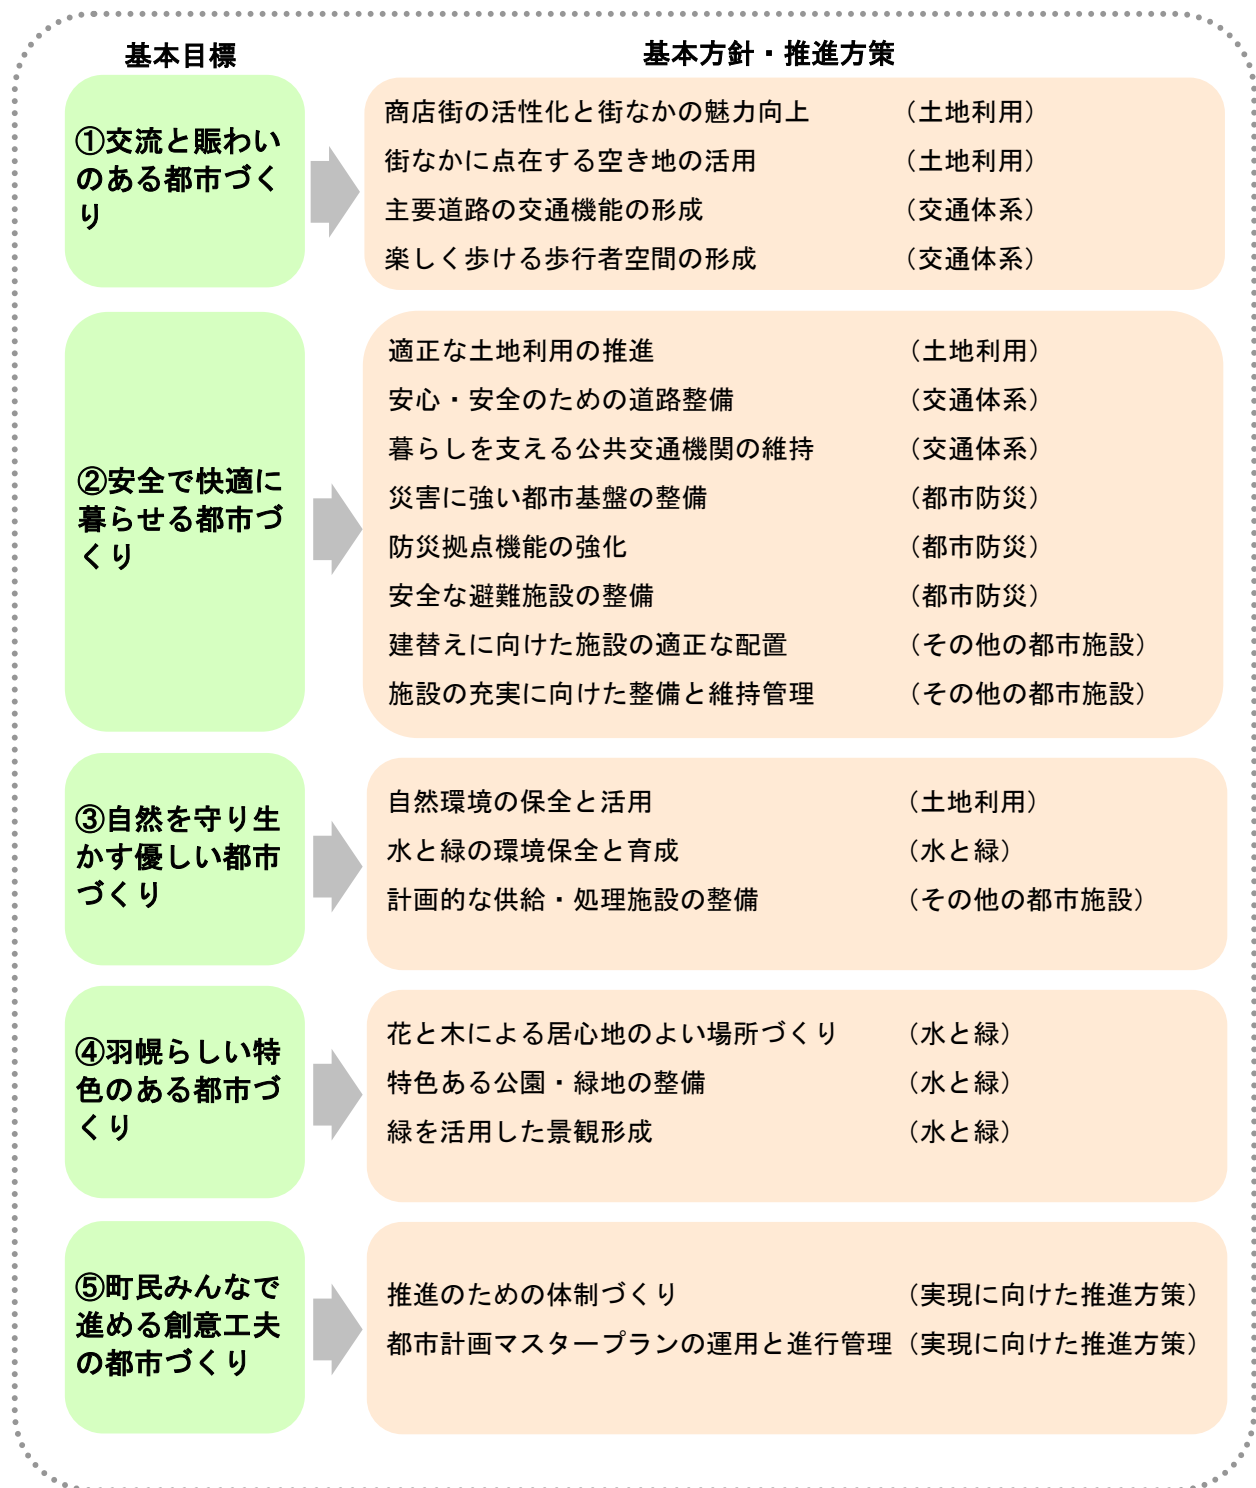 基本目標
基本方針・推進方策
①交流と賑わい
のある都市づく
り
商店街の活性化と街なかの魅力向上 （土地利用）
街なかに点在する空き地の活用 （土地利用）
主要道路の交通機能の形成 （交通体系）
楽しく歩ける歩行者空間の形成 （交通体系）
②安全で快適に
暮らせる都市づ
くり
適正な土地利用の推進 （土地利用）
安心・安全のための道路整備 （交通体系）
暮らしを支える公共交通機関の維持 （交通体系）
災害に強い都市基盤の整備 （都市防災）
防災拠点機能の強化 （都市防災）
安全な避難施設の整備 （都市防災）
建替えに向けた施設の適正な配置 （その他の都市施設）
施設の充実に向けた整備と維持管理 （その他の都市施設）
③自然を守り生
かす優しい都市
づくり
自然環境の保全と活用 （土地利用）
水と緑の環境保全と育成 （水と緑）
計画的な供給・処理施設の整備 （その他の都市施設）
④羽幌らしい特
色のある都市づ
くり
花と木による居心地のよい場所づくり （水と緑）
特色ある公園・緑地の整備 （水と緑）
緑を活用した景観形成 （水と緑）
⑤町民みんなで
進める創意工夫
の都市づくり
推進のための体制づくり （実現に向けた推進方策）
都市計画マスタープランの運用と進行管理 （実現に向けた推進方策）